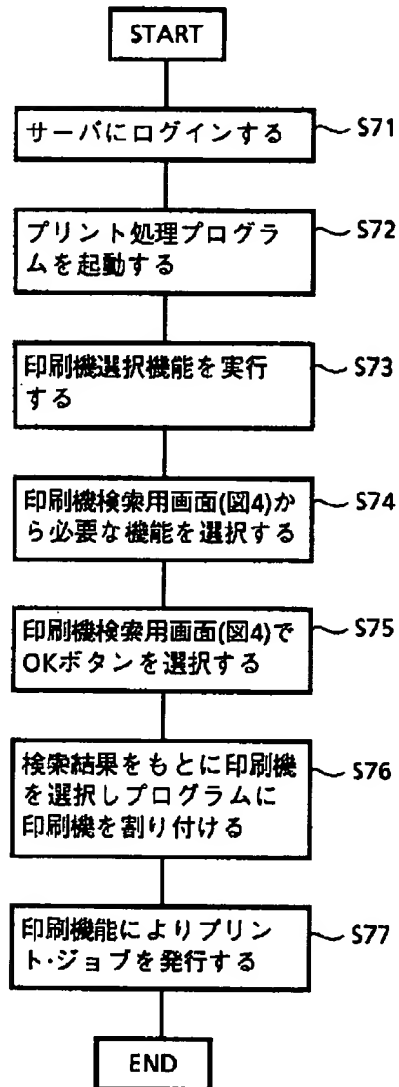 START
サーバにログインする
S71
プリント処理プログラ
ムを起動する
S72
印刷機選択機能を実行
する
S73
印刷機検索用画面(図4)か
ら必要な機能を選択する
S74
印刷機検索用画面(図4)で
OKボタンを選択する
S75
検索結果をもとに印刷機
を選択しプログラムに
印刷機を割り付ける
S76
印刷機能によりプリン
ト·ジョブを発行する
S77
END